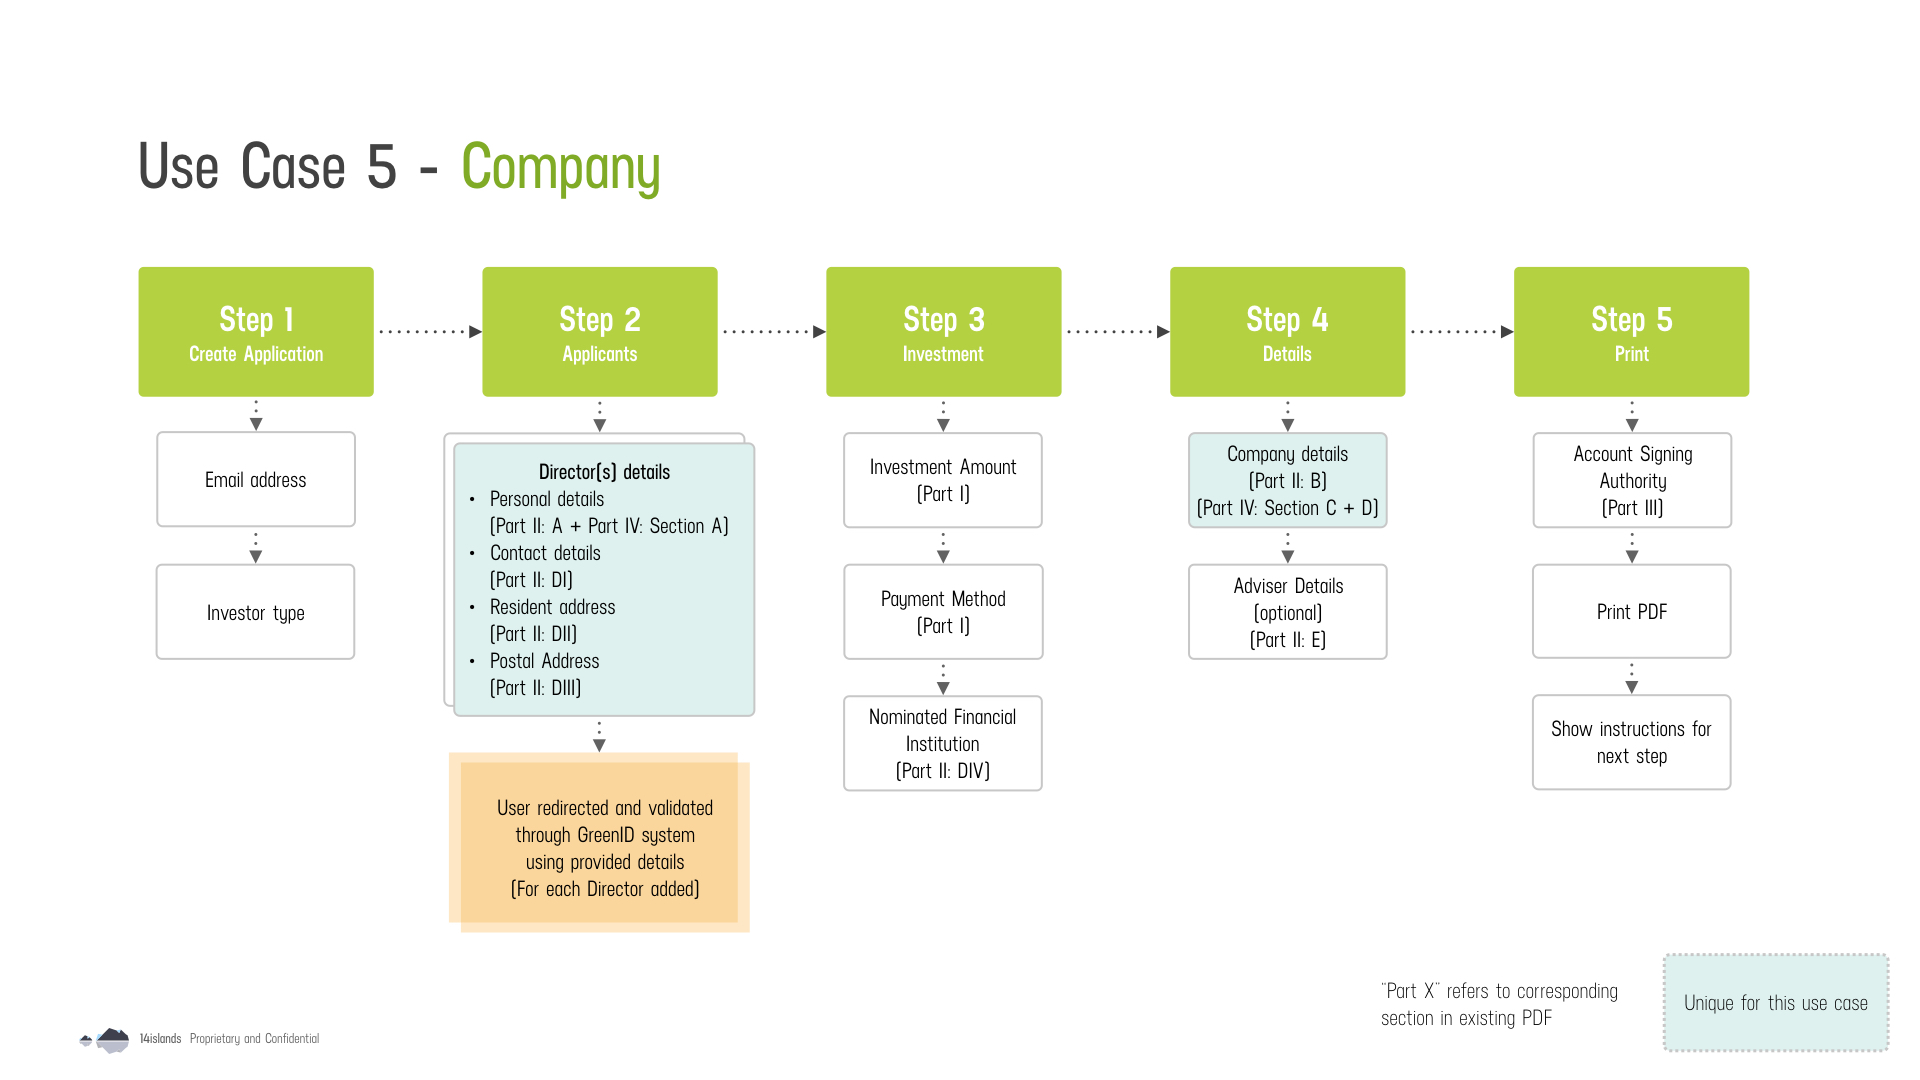 Use Case 5 - Company
Step 1
Create Application
Email address
Investor type
Step 2
Applicants
Director(s) details
• Personal details
(Part II: A + Part IV: Section A)
• Contact details
(Part II: DI)
• Resident address
(Part II: DII)
• Postal Address
(Part II: DIII)
User redirected and validated
through GreenID system
using provided details
(For each Director added)
Step 3
Investment
Investment Amount
(Part I)
Payment Method
(Part I)
Nominated Financial
Institution
(Part II: DIV)
Step 4
Details
Company details
(Part II: B)
(Part IV: Section C + D)
Adviser Details
(optional)
(Part II: E)
Step 5
Print
Account Signing
Authority
(Part III)
Print PDF
Show instructions for
next step
"Part X" refers to corresponding
section in existing PDF
Unique for this use case
14islands Proprietary and Confidential